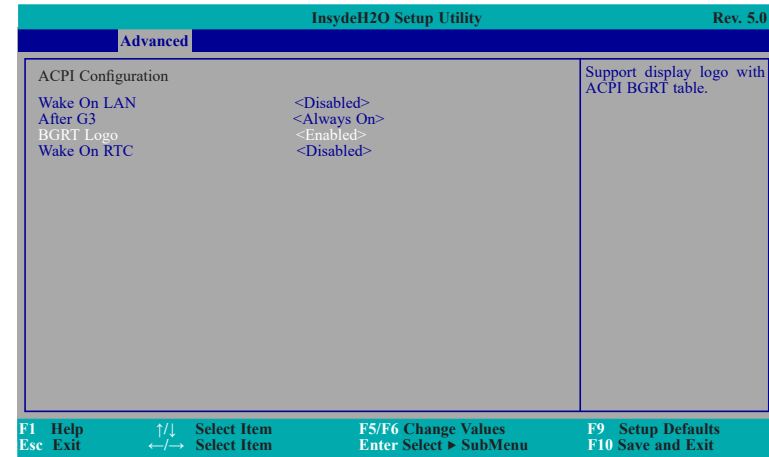 InsydeH2O Setup Utility Rev. 5.0
Advanced
ACPI Configuration
Wake On LAN <Disabled>
After G3 <Always On>
BGRT Logo <Enabled>
Wake On RTC <Disabled>
Support display logo with
ACPI BGRT table.
F1 Help ↑/↓ Select Item F5/F6 Change Values F9 Setup Defaults
Esc Exit ←/→ Select Item Enter Select ► SubMenu F10 Save and Exit